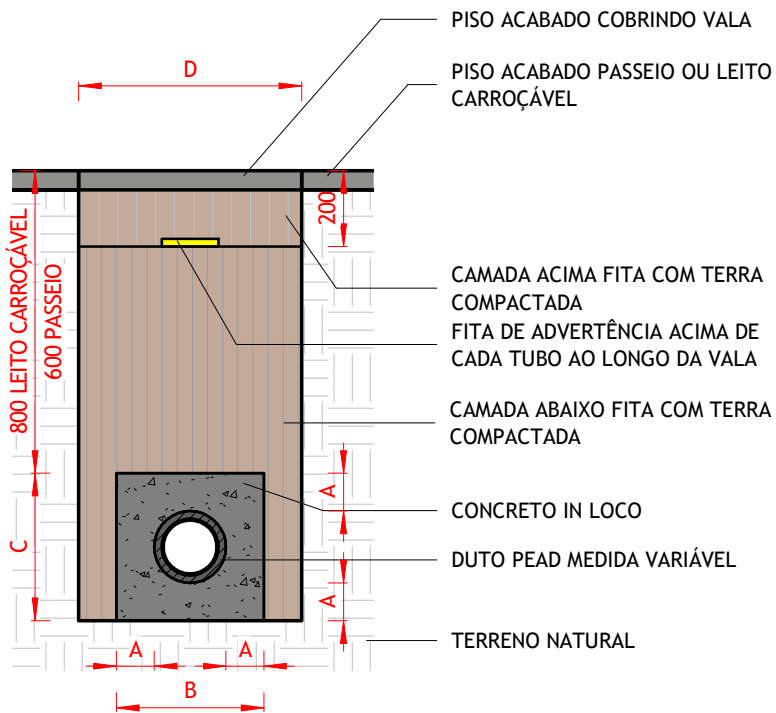 PISO ACABADO COBRINDO VALA
D
PISO ACABADO PASSEIO OU LEITO
CARROÇÁVEL
200
800 LEITO CARROÇÁVEL
600 PASSEIO
CAMADA ACIMA FITA COM TERRA
COMPACTADA
FITA DE ADVERTÊNCIA ACIMA DE
CADA TUBO AO LONGO DA VALA
CAMADA ABAIXO FITA COM TERRA
COMPACTADA
A
CONCRETO IN LOCO
C
DUTO PEAD MEDIDA VARIÁVEL
A
TERRENO NATURAL
A
A
B